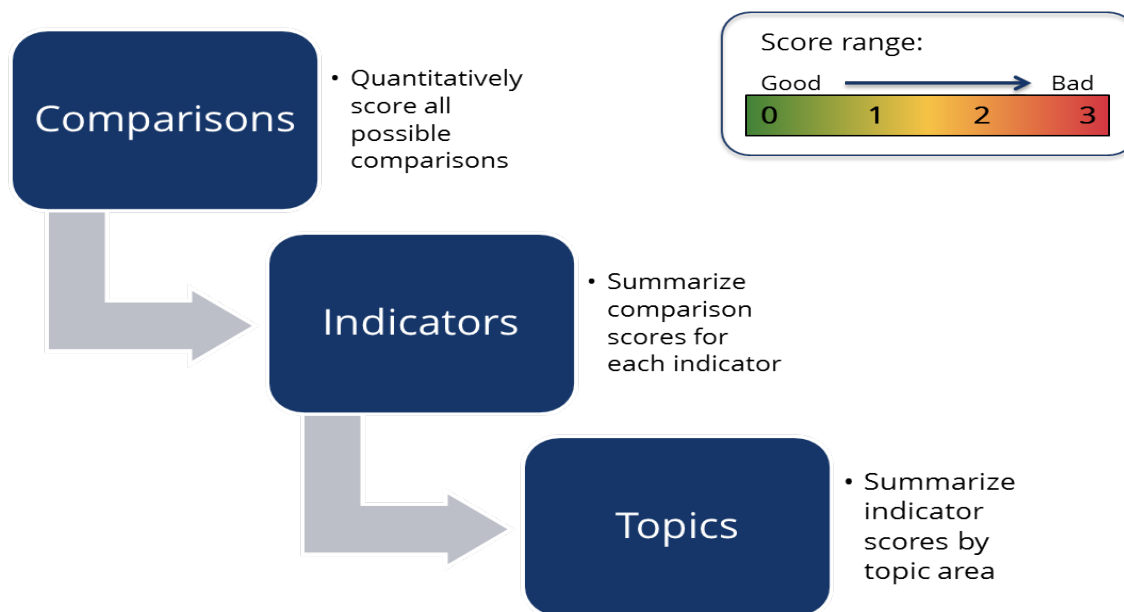 Score range:
Good
Bad
0 1 2 3
Comparisons
• Quantitatively
score all
possible
comparisons
Indicators
• Summarize
comparison
scores for
each indicator
Topics
• Summarize
indicator
scores by
topic area